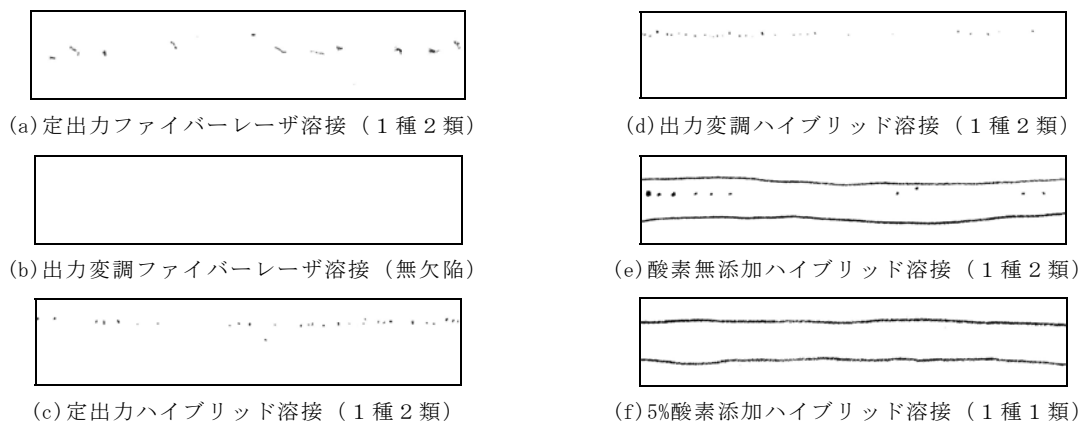 (a)定出力ファイバーレーザ溶接（１種２類）
(b)出力変調ファイバーレーザ溶接（無欠陥）
(c)定出力ハイブリッド溶接（１種２類）
(d)出力変調ハイブリッド溶接（１種２類）
(e)酸素無添加ハイブリッド溶接（１種２類）
(f)5%酸素添加ハイブリッド溶接（１種１類）